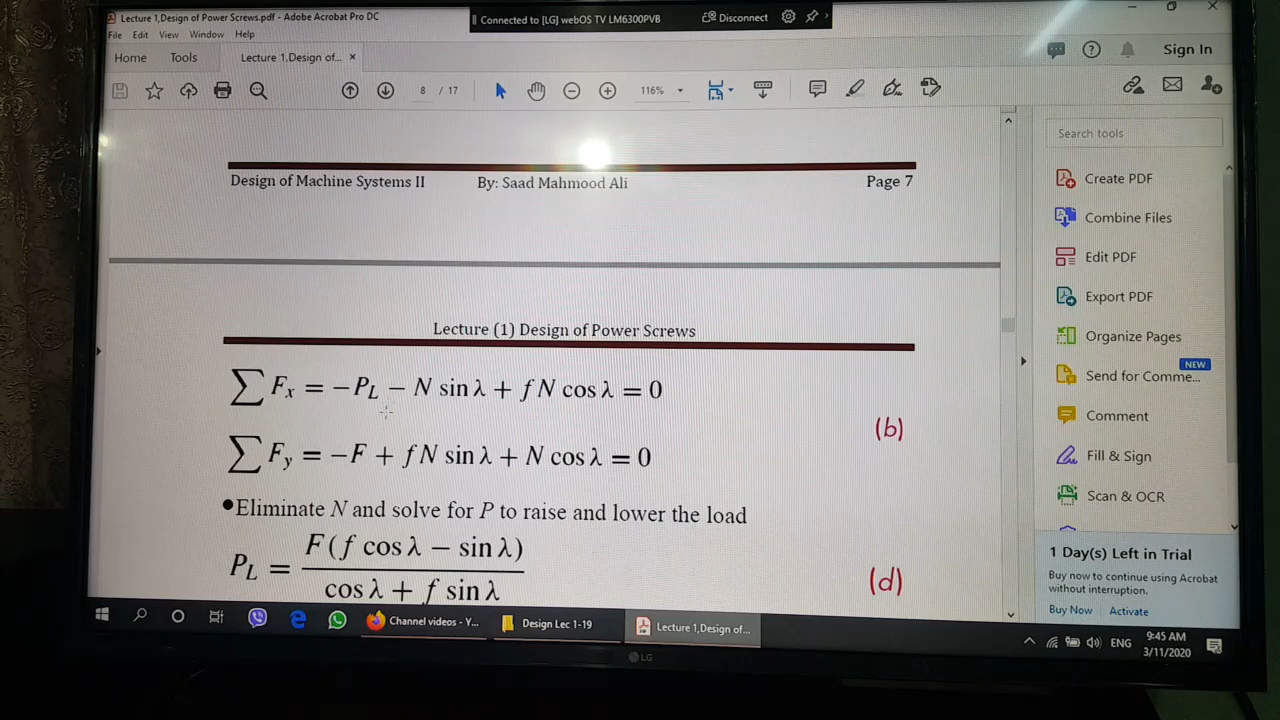 Lecture 1,Design of Power Screws.pdf - Adobe Acrobat Pro DC
Connected to [LG] webOS TV LM6300PVB
Disconnect
File Edit View Window Help
Home Tools Lecture 1,Design of... ×
Sign In
8 / 17
116%
Search tools
Design of Machine Systems II By: Saad Mahmood Ali Page 7
Create PDF
Combine Files
Edit PDF
Export PDF
Lecture (1) Design of Power Screws
Organize Pages
NEW
Send for Comme...
∑ Fx = −PL − N sin λ + f N cos λ = 0
Comment
(b)
∑ Fy = −F + f N sin λ + N cos λ = 0
Fill & Sign
Scan & OCR
•Eliminate N and solve for P to raise and lower the load
PL = F(f cos λ − sin λ)
cos λ + f sin λ
(d)
1 Day(s) Left in Trial
Buy now to continue using Acrobat
without interruption.
Buy Now Activate
Channel videos - Y...
Design Lec 1-19
Lecture 1,Design of...
ENG
9:45 AM
3/11/2020
LG